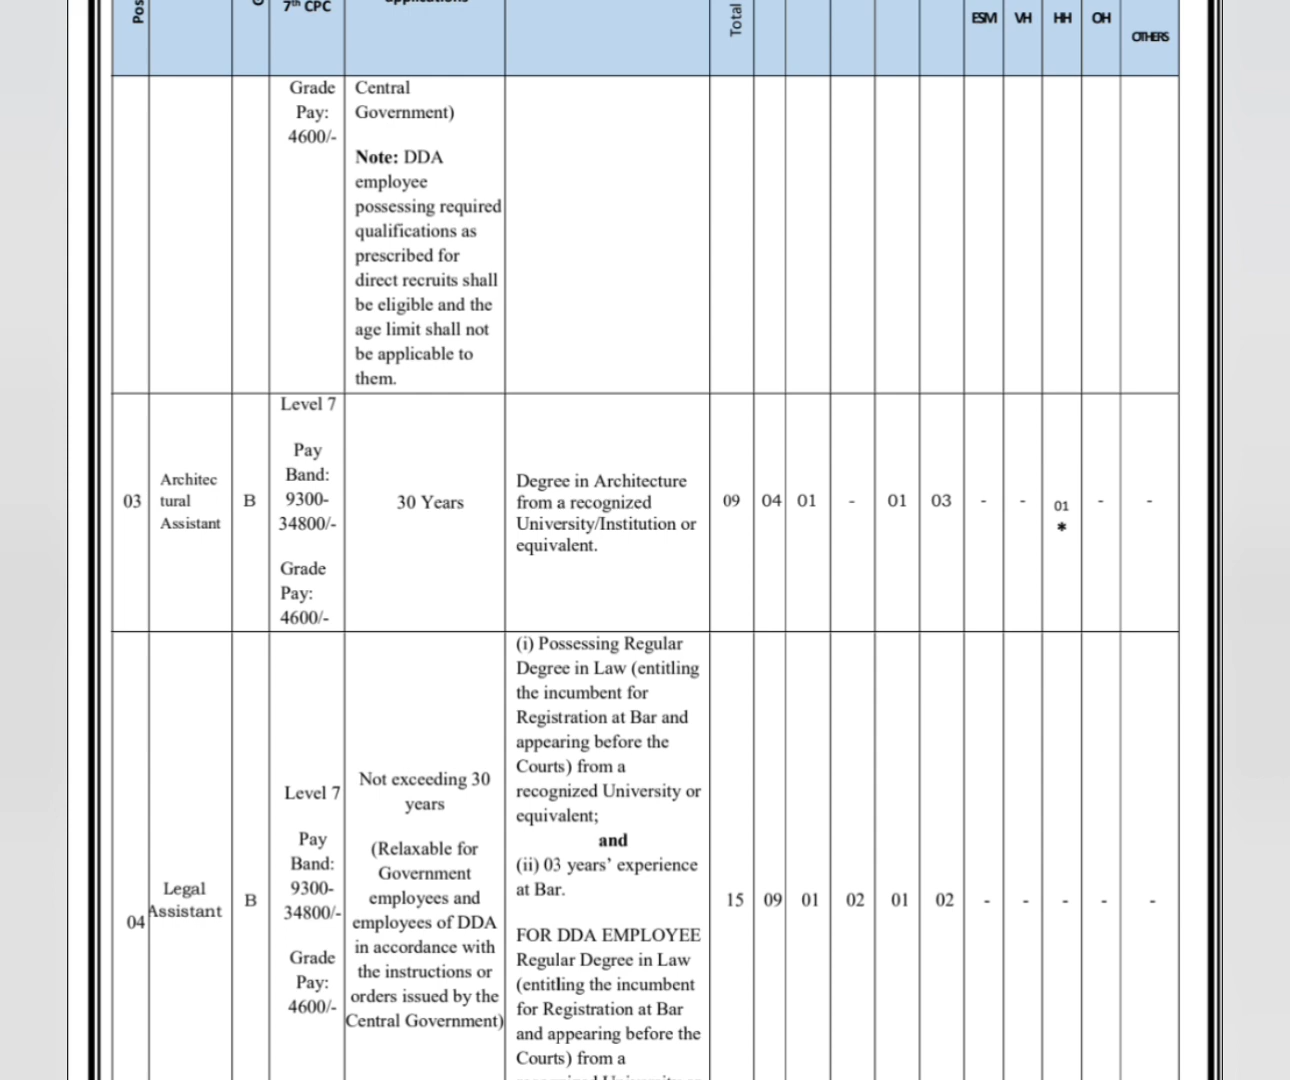 Pos
7th CPC
applications
Total
ESM VH HH OH
OTHERS
Grade
Pay:
4600/-
Central
Government)
Note: DDA
employee
possessing required
qualifications as
prescribed for
direct recruits shall
be eligible and the
age limit shall not
be applicable to
them.
03
Architec
tural
Assistant
B
Level 7
Pay
Band:
9300-
34800/-
Grade
Pay:
4600/-
30 Years
Degree in Architecture
from a recognized
University/Institution or
equivalent.
09 04 01 - 01 03 - - 01 - -
*
04
Legal
Assistant
B
Level 7
Pay
Band:
9300-
34800/-
Grade
Pay:
4600/-
Not exceeding 30
years
(Relaxable for
Government
employees and
employees of DDA
in accordance with
the instructions or
orders issued by the
Central Government)
(i) Possessing Regular
Degree in Law (entitling
the incumbent for
Registration at Bar and
appearing before the
Courts) from a
recognized University or
equivalent;
and
(ii) 03 years' experience
at Bar.
FOR DDA EMPLOYEE
Regular Degree in Law
(entitling the incumbent
for Registration at Bar
and appearing before the
Courts) from a
15 09 01 02 01 02 - - - - -